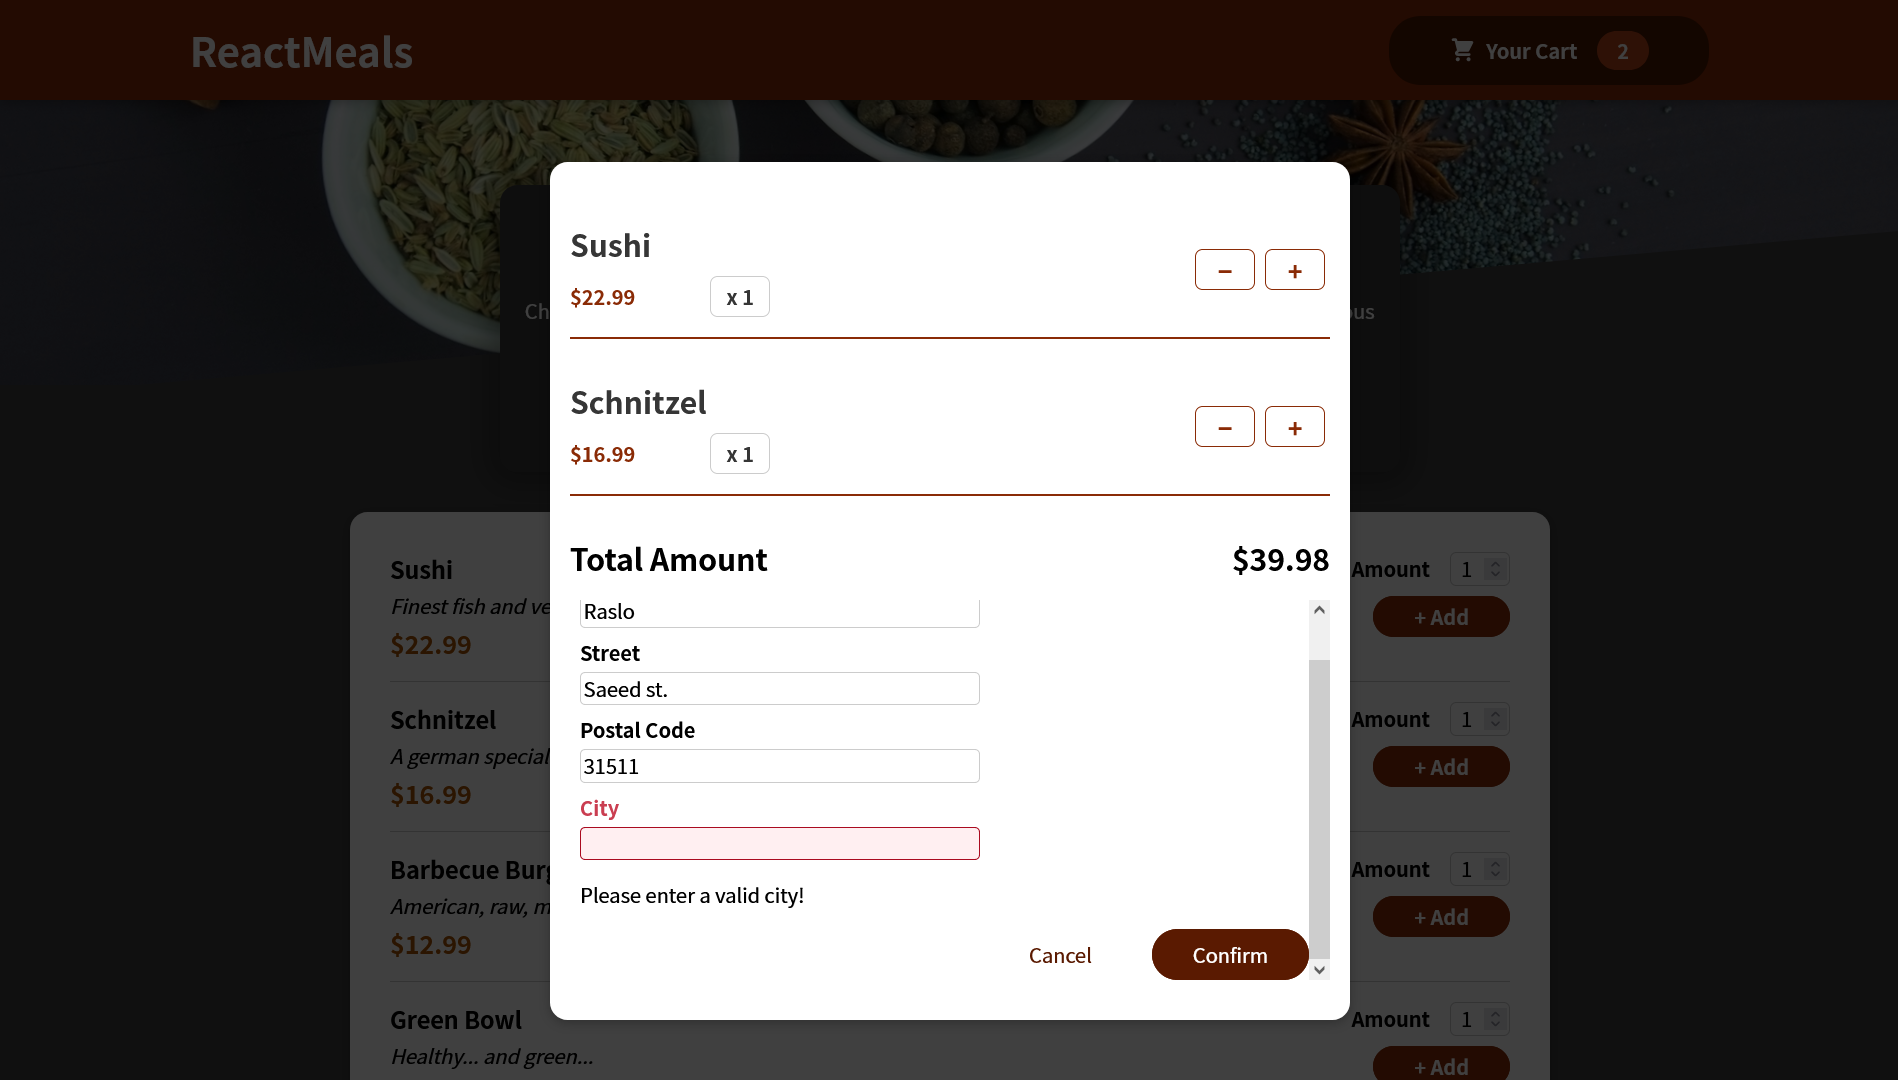 ReactMeals
Your Cart 2
Sushi
$22.99 x 1
− +
Schnitzel
$16.99 x 1
− +
Total Amount $39.98
Raslo
Street
Saeed st.
Postal Code
31511
City
Please enter a valid city!
Cancel Confirm
Sushi
Finest fish and ve
$22.99
Amount 1
+ Add
Schnitzel
A german special
$16.99
Amount 1
+ Add
Barbecue Burg
American, raw, m
$12.99
Amount 1
+ Add
Green Bowl
Healthy... and green...
Amount 1
+ Add